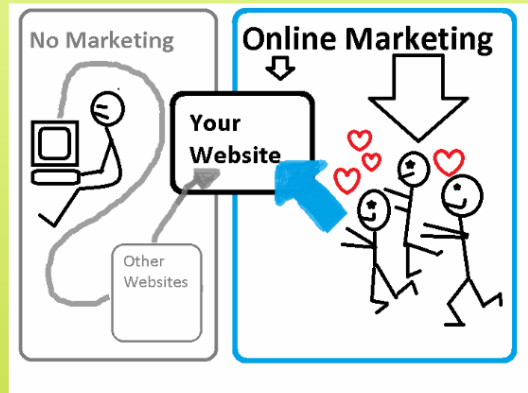 No Marketing
Online Marketing
Your
Website
Other
Websites